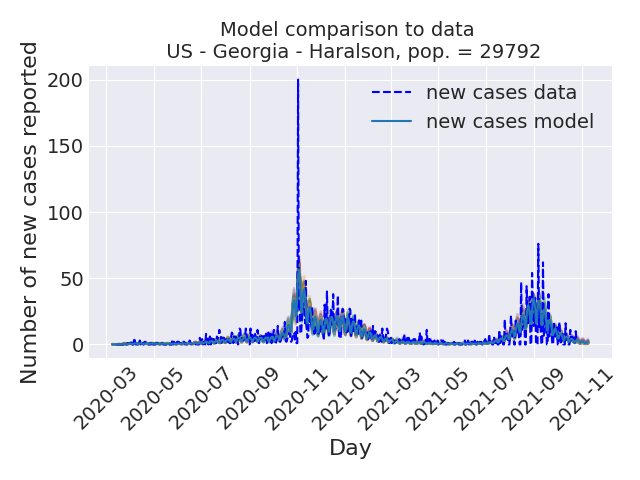 Model comparison to data
US - Georgia - Haralson, pop. = 29792
Number of new cases reported
200
150
100
50
0
new cases data
new cases model
2020-03
2020-05
2020-07
2020-09
2020-11
2021-01
2021-03
2021-05
2021-07
2021-09
2021-11
Day